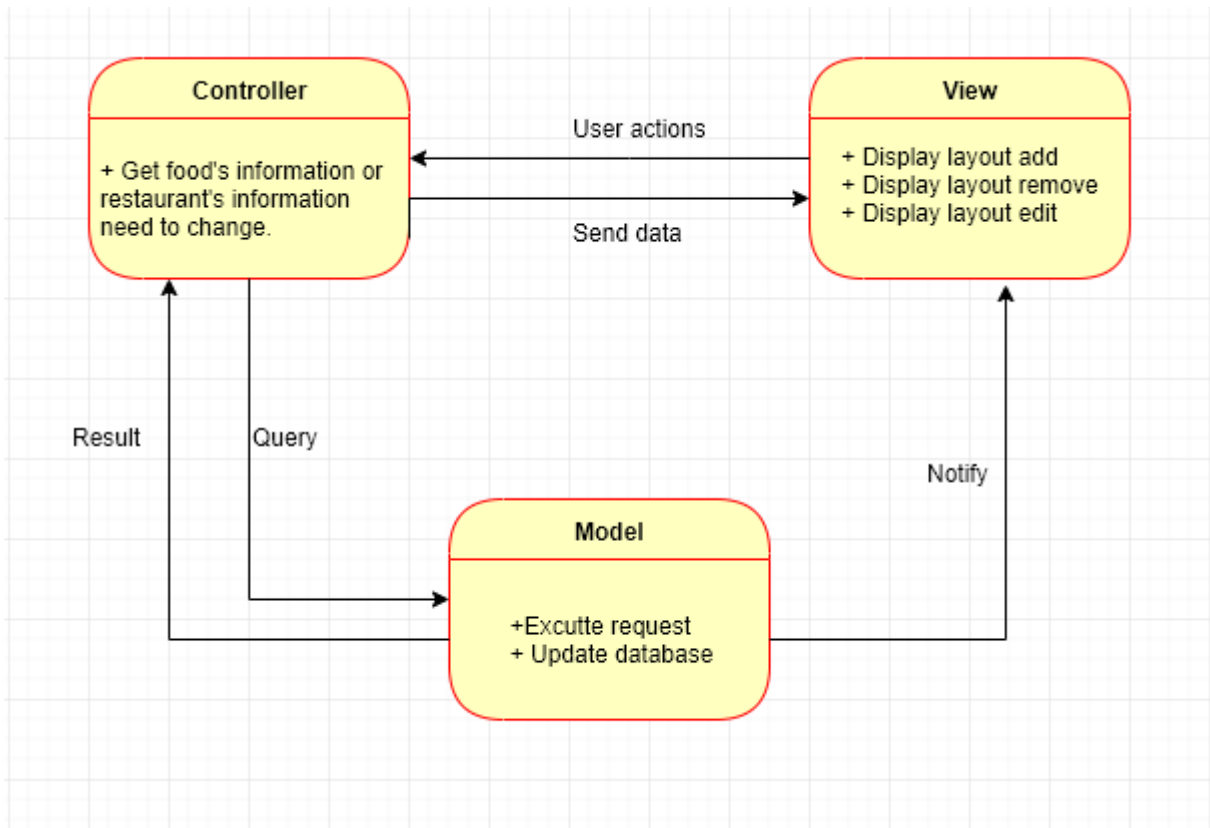 Controller
+ Get food's information or
restaurant's information
need to change.
User actions
Send data
View
+ Display layout add
+ Display layout remove
+ Display layout edit
Result
Query
Notify
Model
+Excutte request
+ Update database